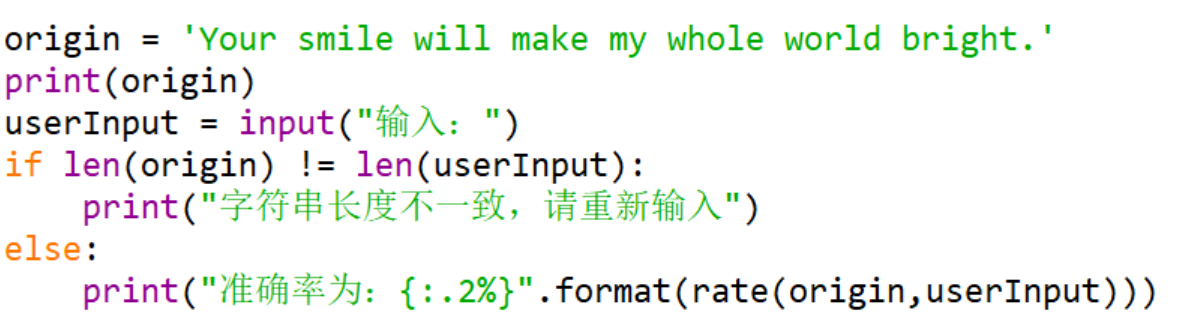 origin = 'Your smile will make my whole world bright.'
print(origin)
userInput = input("输入：")
if len(origin) != len(userInput):
    print("字符串长度不一致，请重新输入")
else:
    print("准确率为：{:.2%}".format(rate(origin,userInput)))